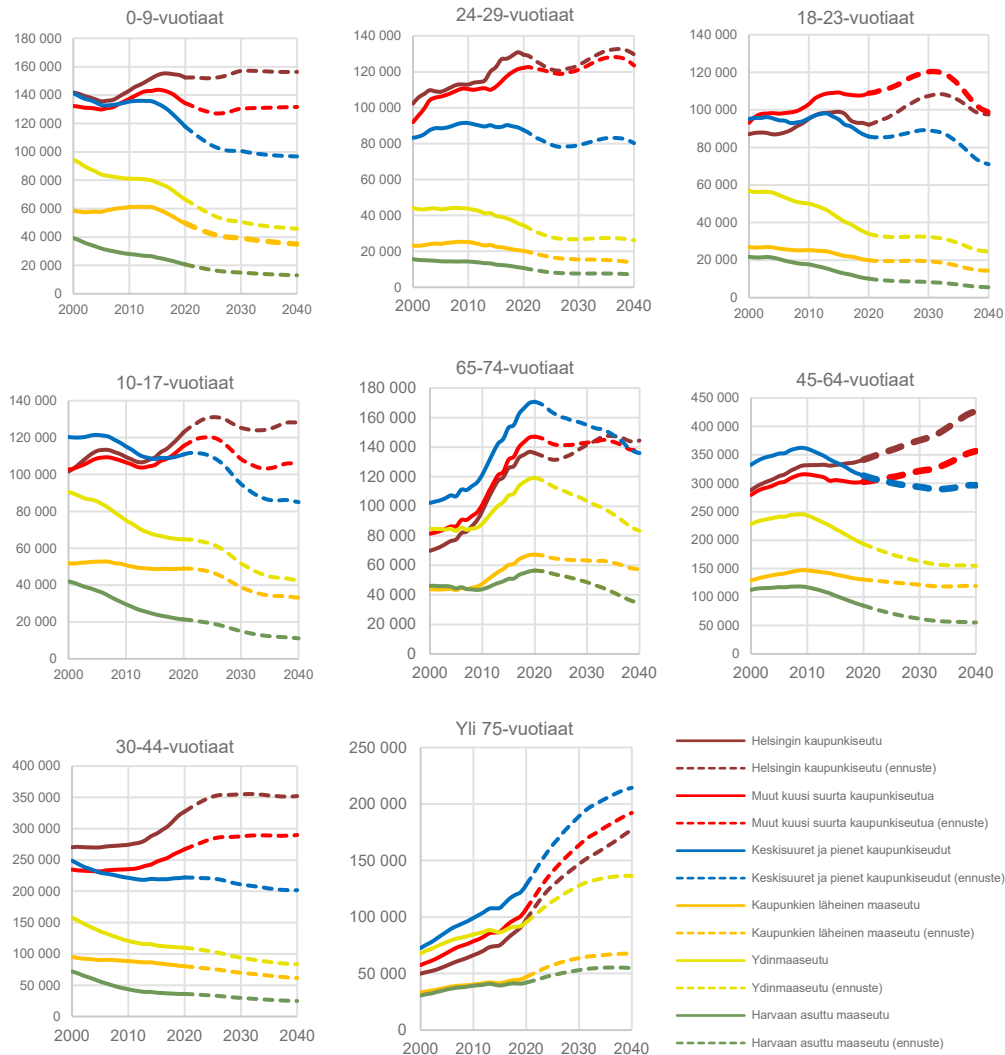 0-9-vuotiaat
180 000
160 000
140 000
120 000
100 000
80 000
60 000
40 000
20 000
0
2000 2010 2020 2030 2040
24-29-vuotiaat
140 000
120 000
100 000
80 000
60 000
40 000
20 000
0
2000 2010 2020 2030 2040
18-23-vuotiaat
140 000
120 000
100 000
80 000
60 000
40 000
20 000
0
2000 2010 2020 2030 2040
10-17-vuotiaat
140 000
120 000
100 000
80 000
60 000
40 000
20 000
0
2000 2010 2020 2030 2040
65-74-vuotiaat
180 000
160 000
140 000
120 000
100 000
80 000
60 000
40 000
20 000
0
2000 2010 2020 2030 2040
45-64-vuotiaat
450 000
400 000
350 000
300 000
250 000
200 000
150 000
100 000
50 000
0
2000 2010 2020 2030 2040
30-44-vuotiaat
400 000
350 000
300 000
250 000
200 000
150 000
100 000
50 000
0
2000 2010 2020 2030 2040
Yli 75-vuotiaat
250 000
200 000
150 000
100 000
50 000
0
2000 2010 2020 2030 2040
Helsingin kaupunkiseutu
Helsingin kaupunkiseutu (ennuste)
Muut kuusi suurta kaupunkiseutua
Muut kuusi suurta kaupunkiseutua (ennuste)
Keskisuuret ja pienet kaupunkiseudut
Keskisuuret ja pienet kaupunkiseudut (ennuste)
Kaupunkien läheinen maaseutu
Kaupunkien läheinen maaseutu (ennuste)
Ydinmaaseutu
Ydinmaaseutu (ennuste)
Harvaan asuttu maaseutu
Harvaan asuttu maaseutu (ennuste)